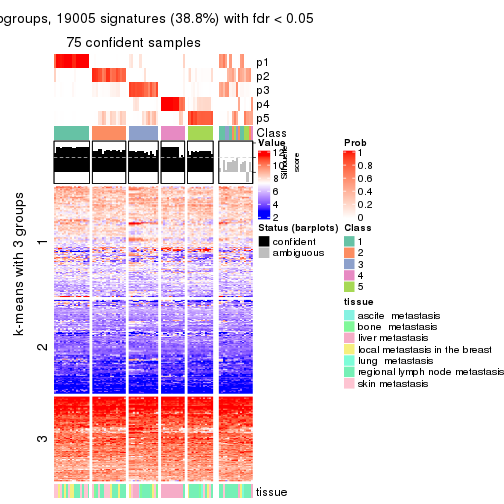 ogroups, 19005 signatures (38.8%) with fdr < 0.05
75 confident samples
p1
p2
p3
p4
p5
Class
Silhouette
score
k-means with 3 groups
1
2
3
tissue
Value
12
10
8
6
4
2
Status (barplots)
confident
ambiguous
Prob
1
0.8
0.6
0.4
0.2
0
Class
1
2
3
4
5
tissue
ascite metastasis
bone metastasis
liver metastasis
local metastasis in the breast
lung metastasis
regional lymph node metastasis
skin metastasis